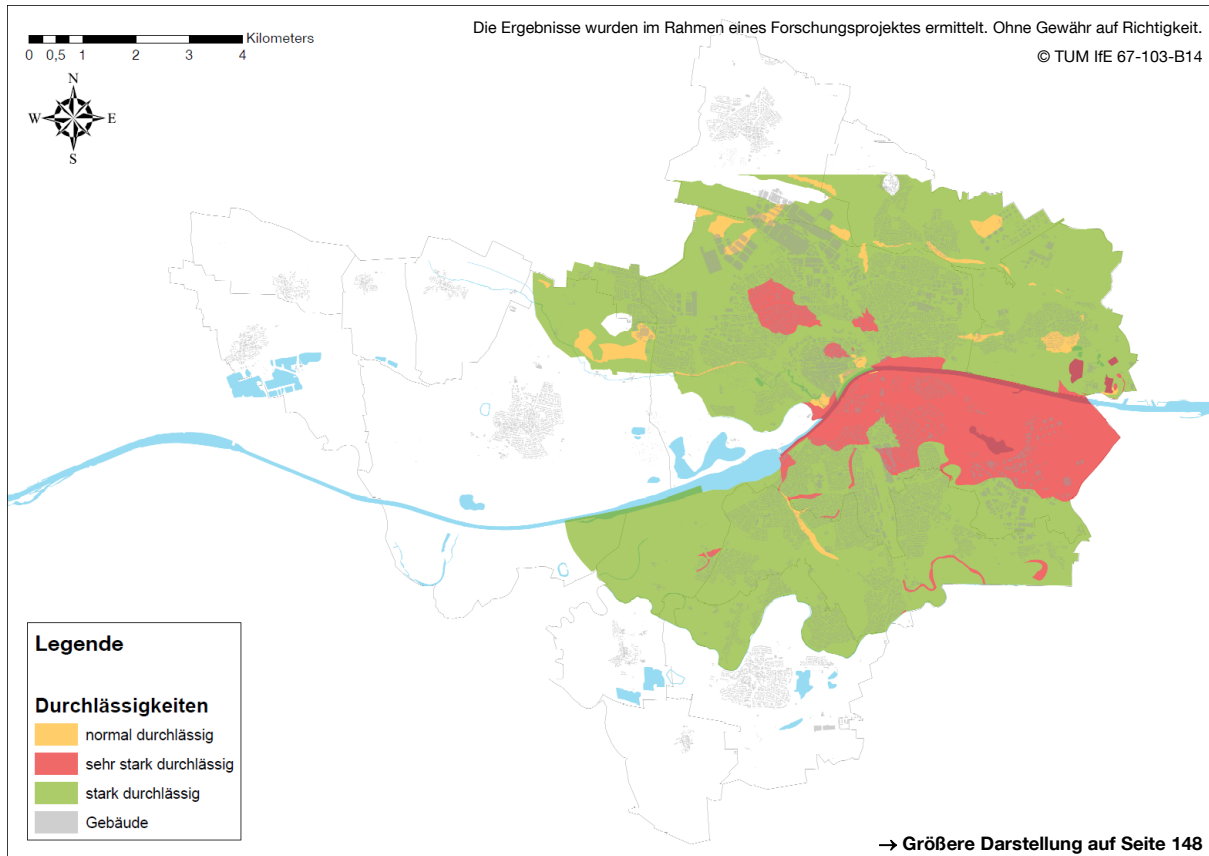 Die Ergebnisse wurden im Rahmen eines Forschungsprojektes ermittelt. Ohne Gewähr auf Richtigkeit.
© TUM IfE 67-103-B14
Kilometers
0 0,5 1 2 3 4
N
W E
S
Legende
Durchlässigkeiten
normal durchlässig
sehr stark durchlässig
stark durchlässig
Gebäude
→ Größere Darstellung auf Seite 148